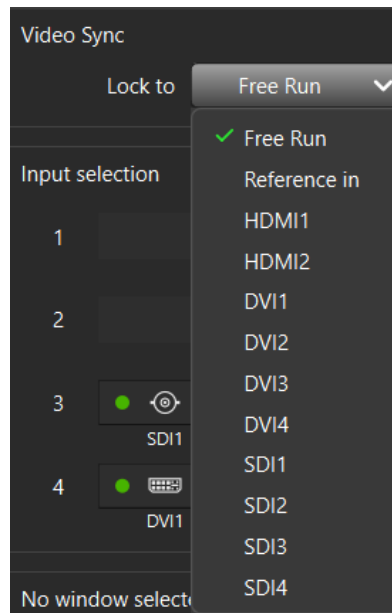 Video Sync
Lock to Free Run
Free Run
Reference in
HDMI1
HDMI2
DVI1
DVI2
DVI3
DVI4
SDI1
SDI2
SDI3
SDI4
Input selection
1
2
3
SDI1
4
DVI1
No window selecte